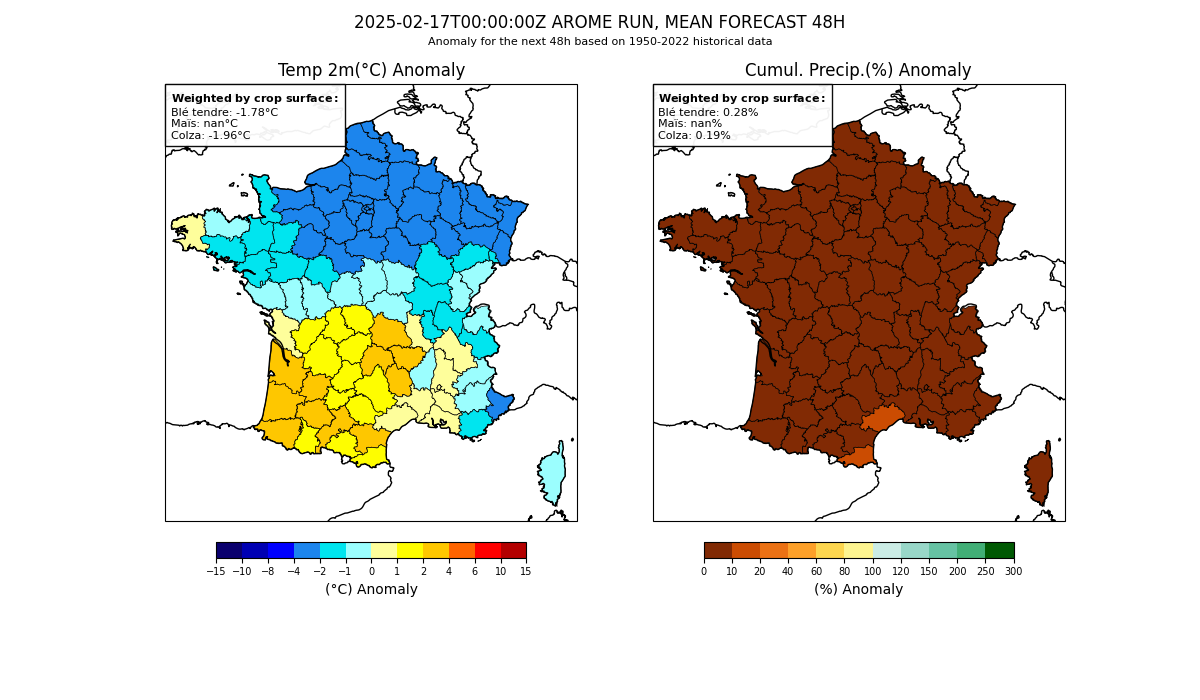 2025-02-17T00:00:00Z AROME RUN, MEAN FORECAST 48H
Anomaly for the next 48h based on 1950-2022 historical data
Temp 2m(°C) Anomaly
Weighted by crop surface:
Blé tendre: -1.78°C
Maïs: nan°C
Colza: -1.96°C
−15 −10 −8 −4 −2 −1 0 1 2 4 6 10 15
(°C) Anomaly
Cumul. Precip.(%) Anomaly
Weighted by crop surface:
Blé tendre: 0.28%
Maïs: nan%
Colza: 0.19%
0 10 20 40 60 80 100 120 150 200 250 300
(%) Anomaly